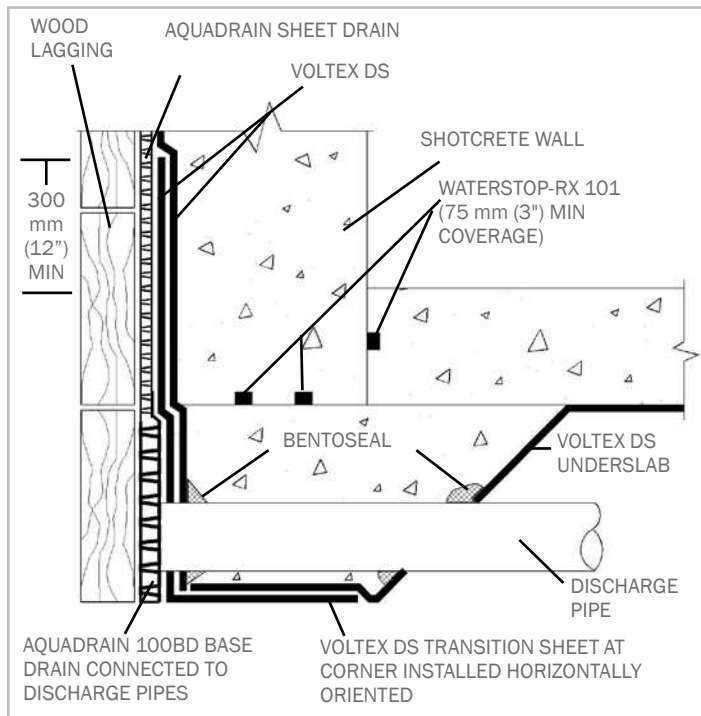 WOOD
LAGGING
AQUADRAIN SHEET DRAIN
VOLTEX DS
SHOTCRETE WALL
WATERSTOP-RX 101
(75 mm (3") MIN
COVERAGE)
300
mm
(12”)
MIN
BENTOSEAL
VOLTEX DS
UNDERSLAB
DISCHARGE
PIPE
AQUADRAIN 100BD BASE
DRAIN CONNECTED TO
DISCHARGE PIPES
VOLTEX DS TRANSITION SHEET AT
CORNER INSTALLED HORIZONTALLY
ORIENTED